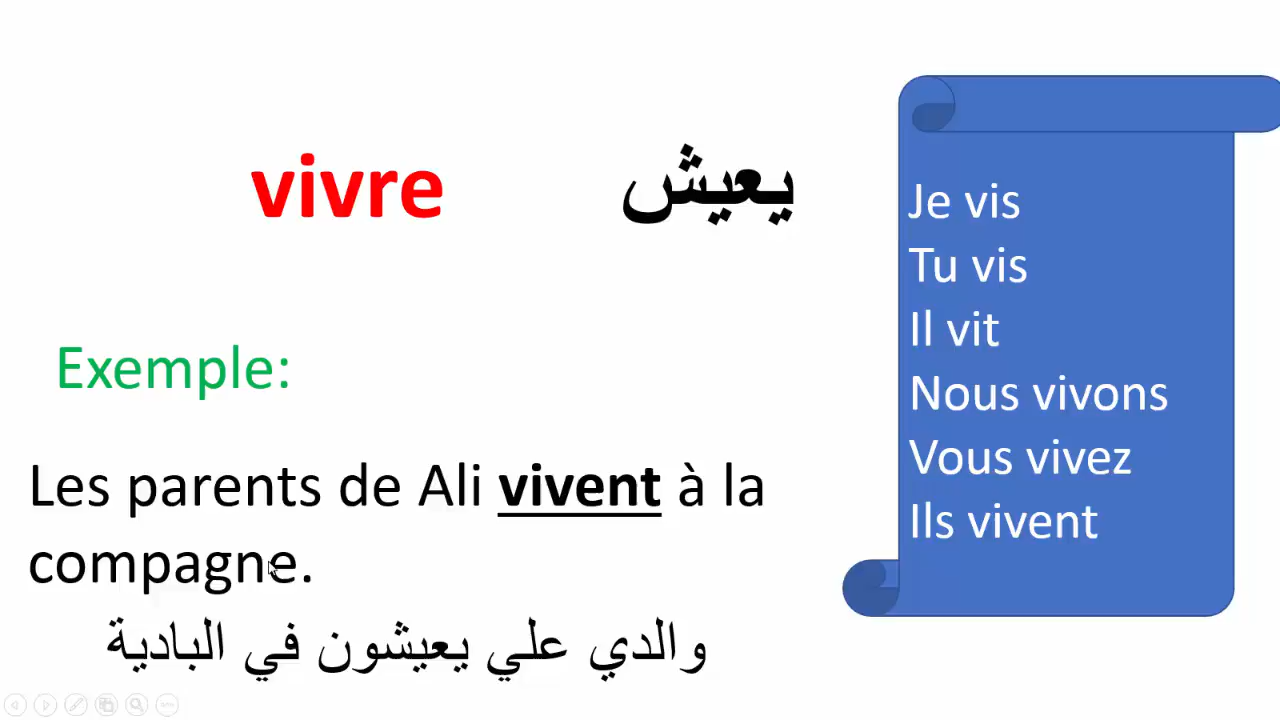 vivre
يعيش
Exemple:
Les parents de Ali vivent à la
compagne.
والدي علي يعيشون في البادية
Je vis
Tu vis
Il vit
Nous vivons
Vous vivez
Ils vivent